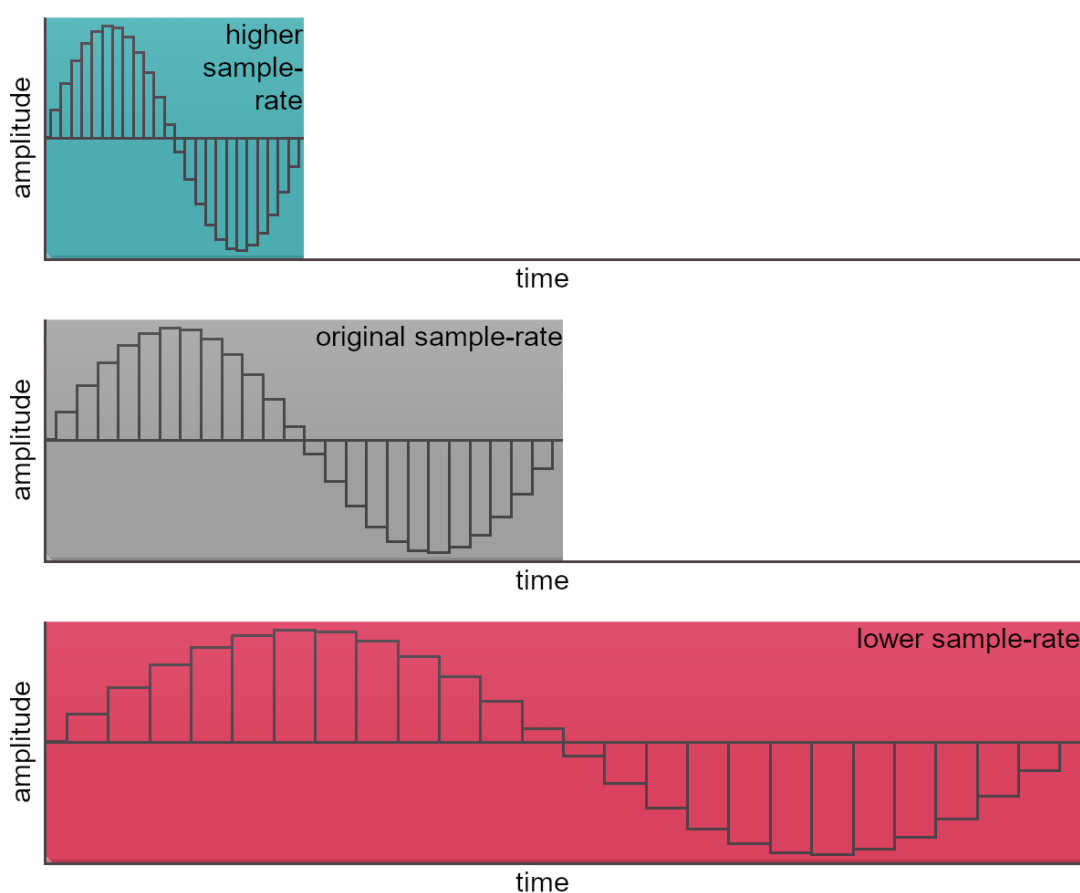 higher
sample-
rate
amplitude
time
original sample-rate
amplitude
time
lower sample-rate
amplitude
time